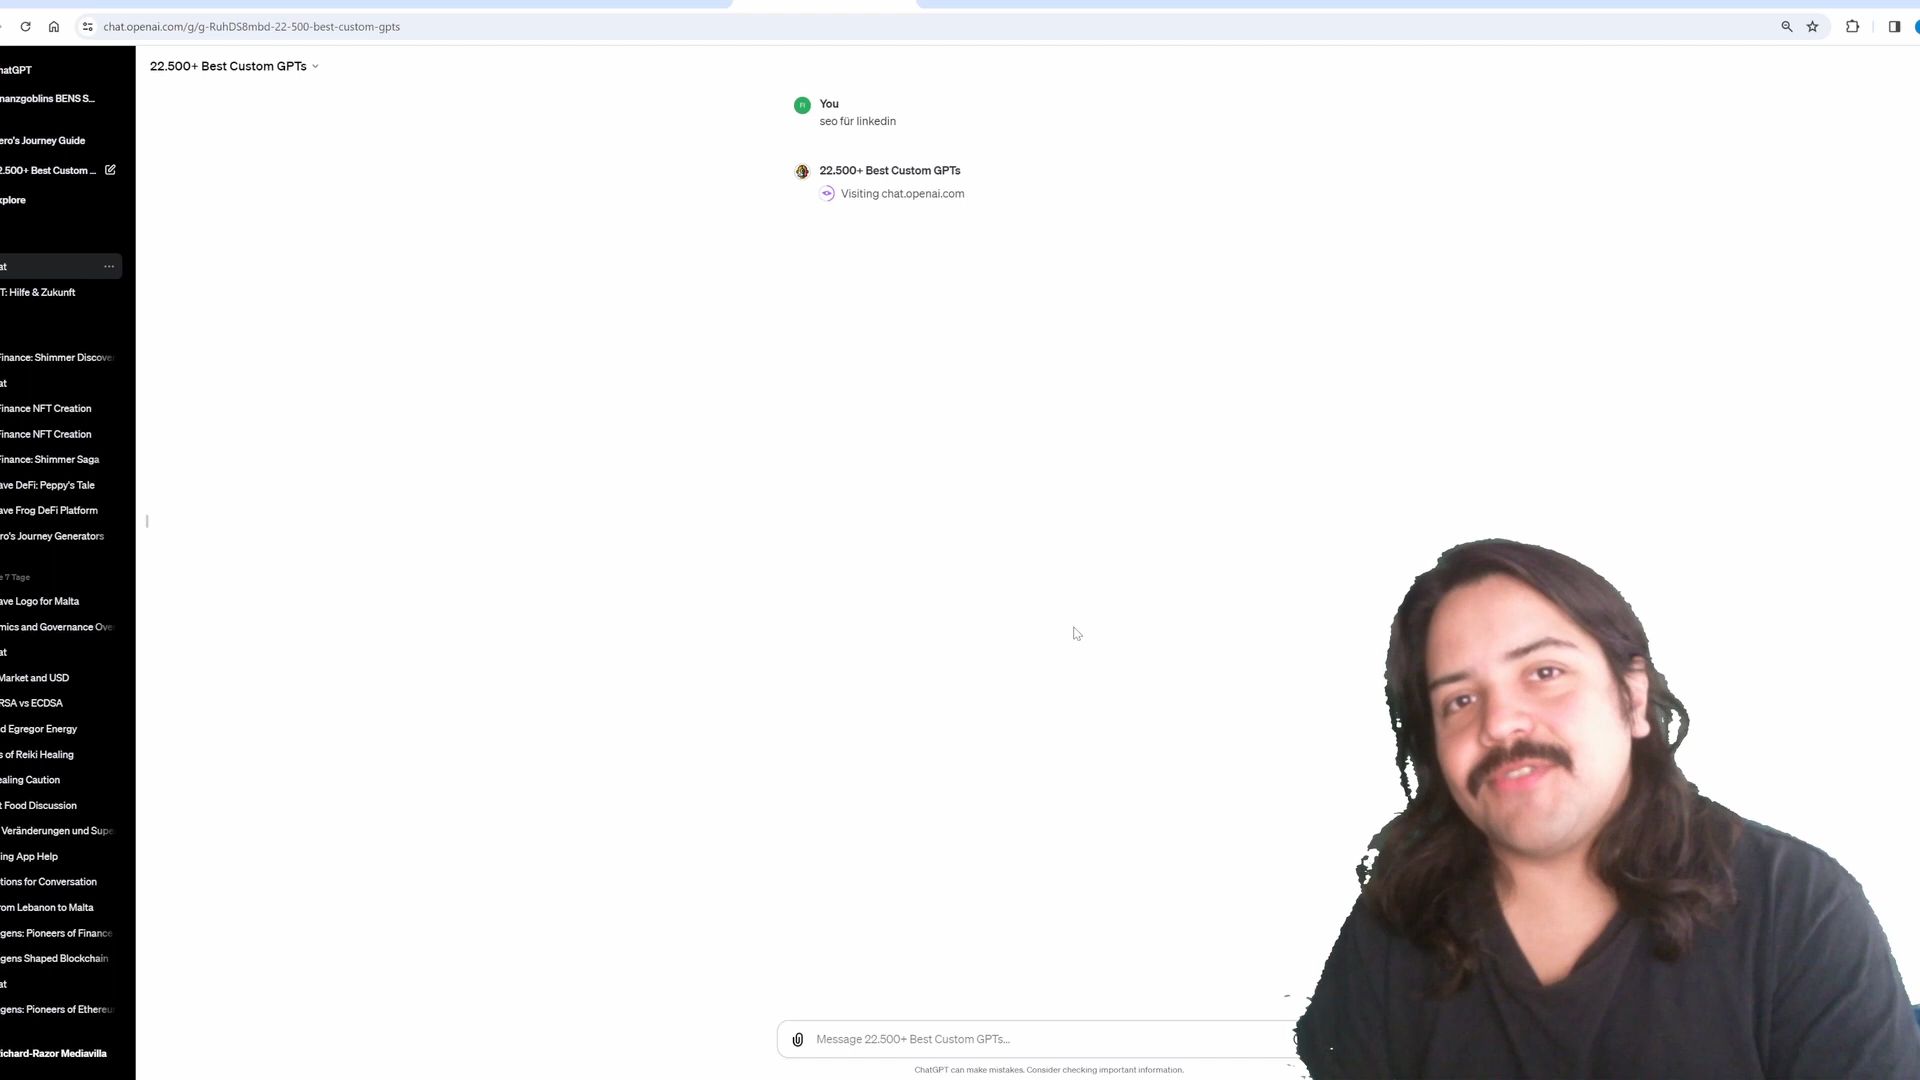 chat.openai.com/g/g-RuhDS8mbd-22-500-best-custom-gpts
hatGPT
nanzgoblins BENS S...
ero's Journey Guide
2.500+ Best Custom ...
xplore
at
T: Hilfe & Zukunft
Finance: Shimmer Discove
at
Finance NFT Creation
Finance NFT Creation
Finance: Shimmer Saga
ave DeFi: Peppy's Tale
ave Frog DeFi Platform
ro's Journey Generators
e 7 Tage
ave Logo for Malta
mics and Governance Ove
at
Market and USD
RSA vs ECDSA
d Egregor Energy
s of Reiki Healing
ealing Caution
t Food Discussion
Veränderungen und Supe
ing App Help
tions for Conversation
rom Lebanon to Malta
gens: Pioneers of Finance
gens Shaped Blockchain
at
gens: Pioneers of Ethereu
ichard-Razor Mediavilla
22.500+ Best Custom GPTs
You
seo für linkedin
22.500+ Best Custom GPTs
Visiting chat.openai.com
Message 22.500+ Best Custom GPTs...
ChatGPT can make mistakes. Consider checking important information.